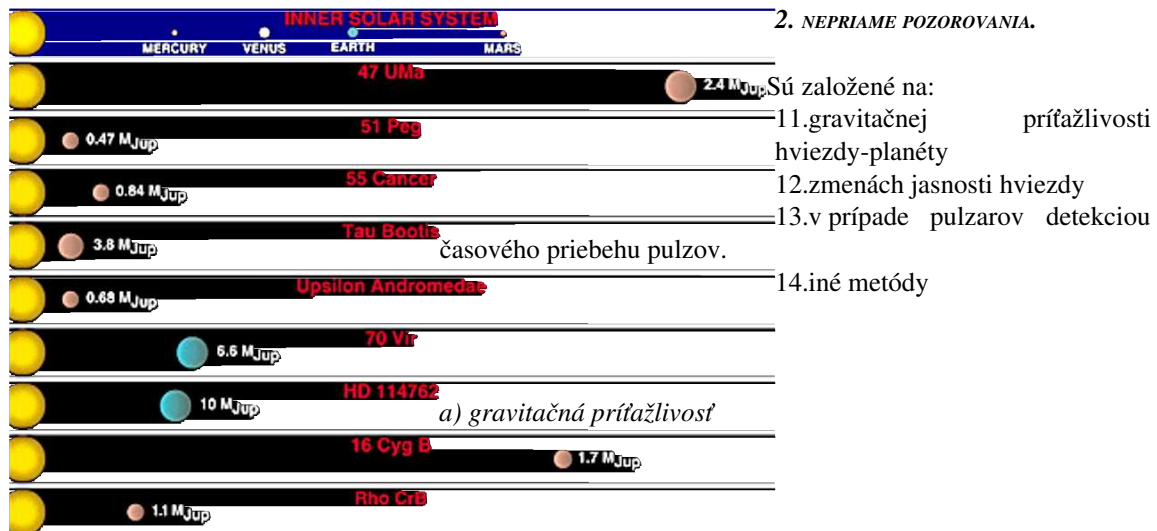 INNER SOLAR SYSTEM
MERCURY VENUS EARTH MARS
47 UMa
2.4 MJup
51 Peg
0.47 MJup
55 Cancer
0.84 MJup
Tau Bootis
3.8 MJup
Upsilon Andromedae
0.68 MJup
70 Vir
6.6 MJup
HD 114762
10 MJup
16 Cyg B
1.7 MJup
Rho CrB
1.1 MJup
2. NEPRIAME POZOROVANIA.
Sú založené na:
11.gravitačnej príťažlivosti
hviezdy-planéty
12.zmenách jasnosti hviezdy
13.v prípade pulzarov detekciou
časového priebehu pulzov.
14.iné metódy
a) gravitačná príťažlivosť